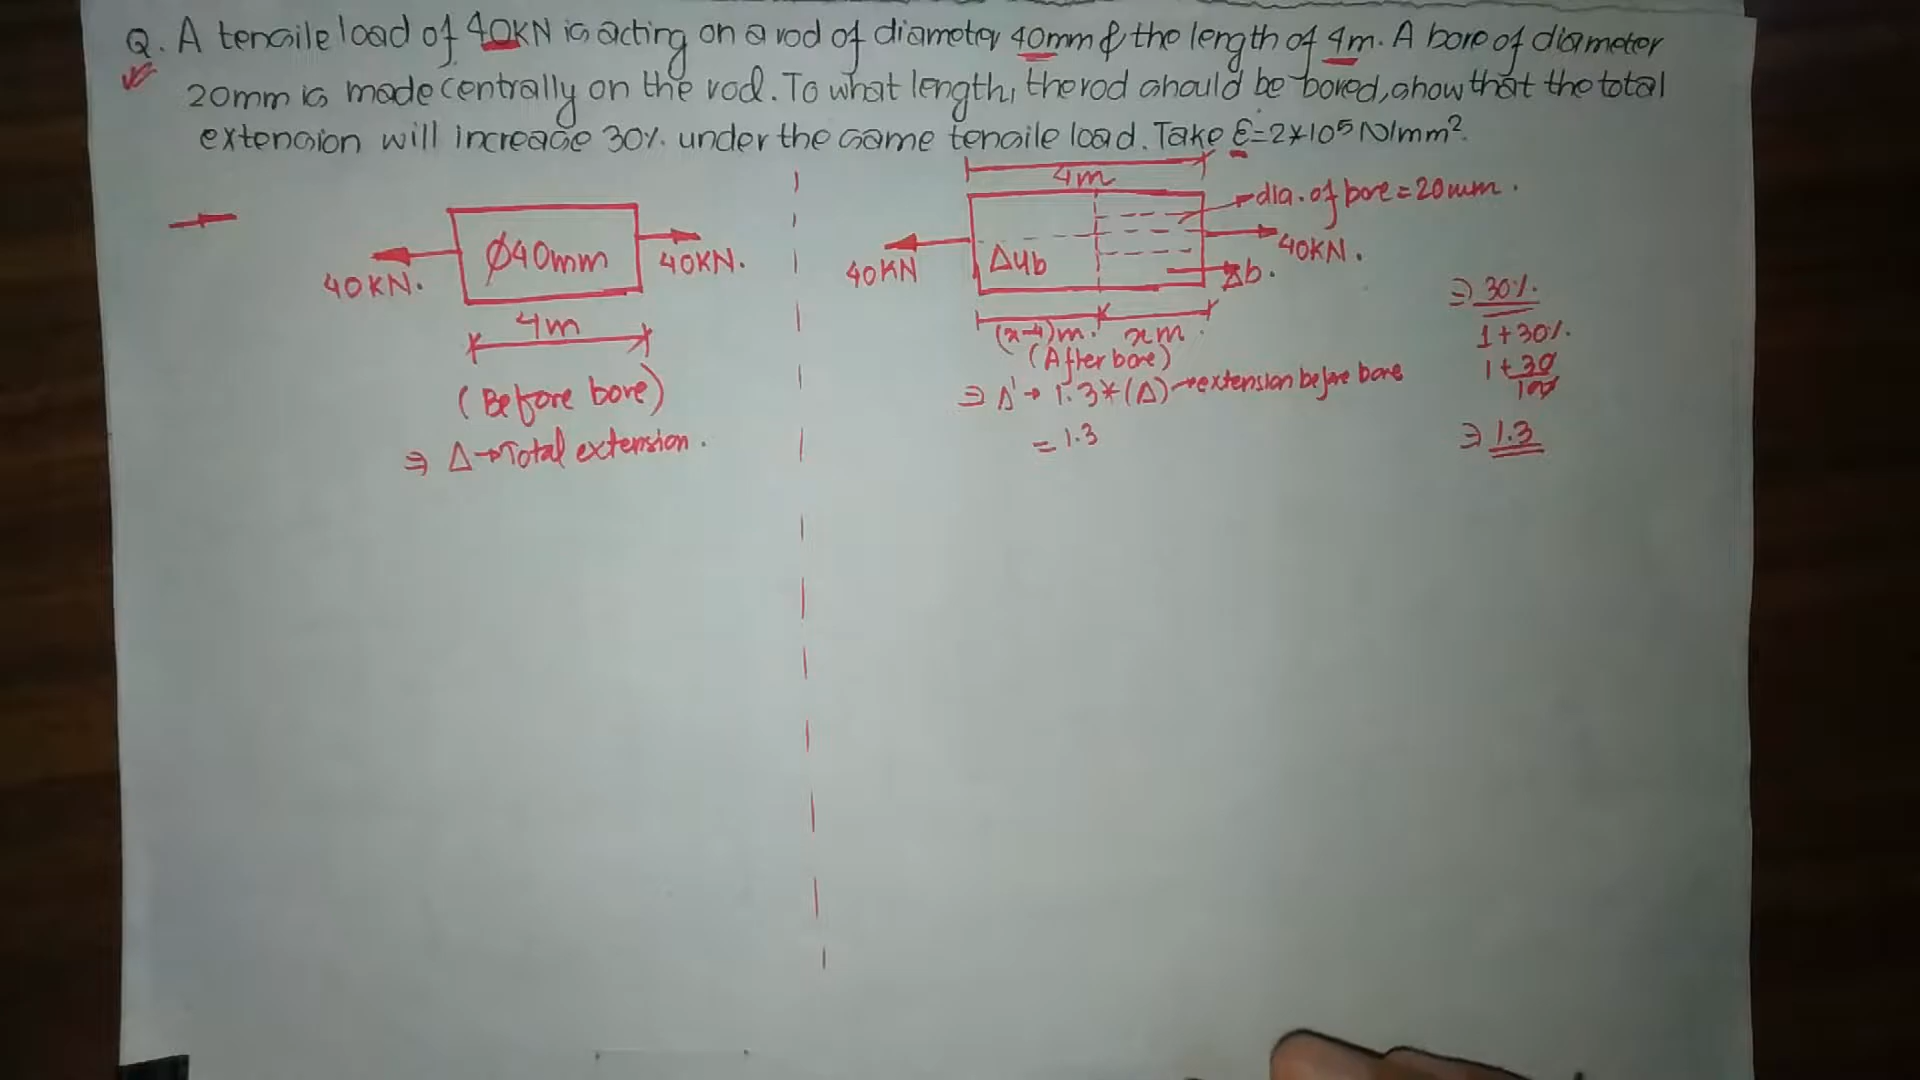 Q. A tensile load of 40KN is acting on a rod of diameter 40mm & the length of 4m. A bore of diameter
20mm is made centrally on the rod. To what length, the rod should be bored, show that the total
extension will increase 30%. under the same tensile load. Take Ɛ=2*10⁵ N/mm².
Ø40mm
40KN.
40KN.
4m
(Before bore)
⇒ Δ→Total extension.
4m
dia. of bore = 20mm.
40KN
Δub
40KN.
Δb.
(x-4)m. xm.
(After bore)
⇒ Δ' → 1.3*(Δ)→extension before bore
= 1.3
⇒ 30%.
1+30%.
1+30/100
⇒ 1.3